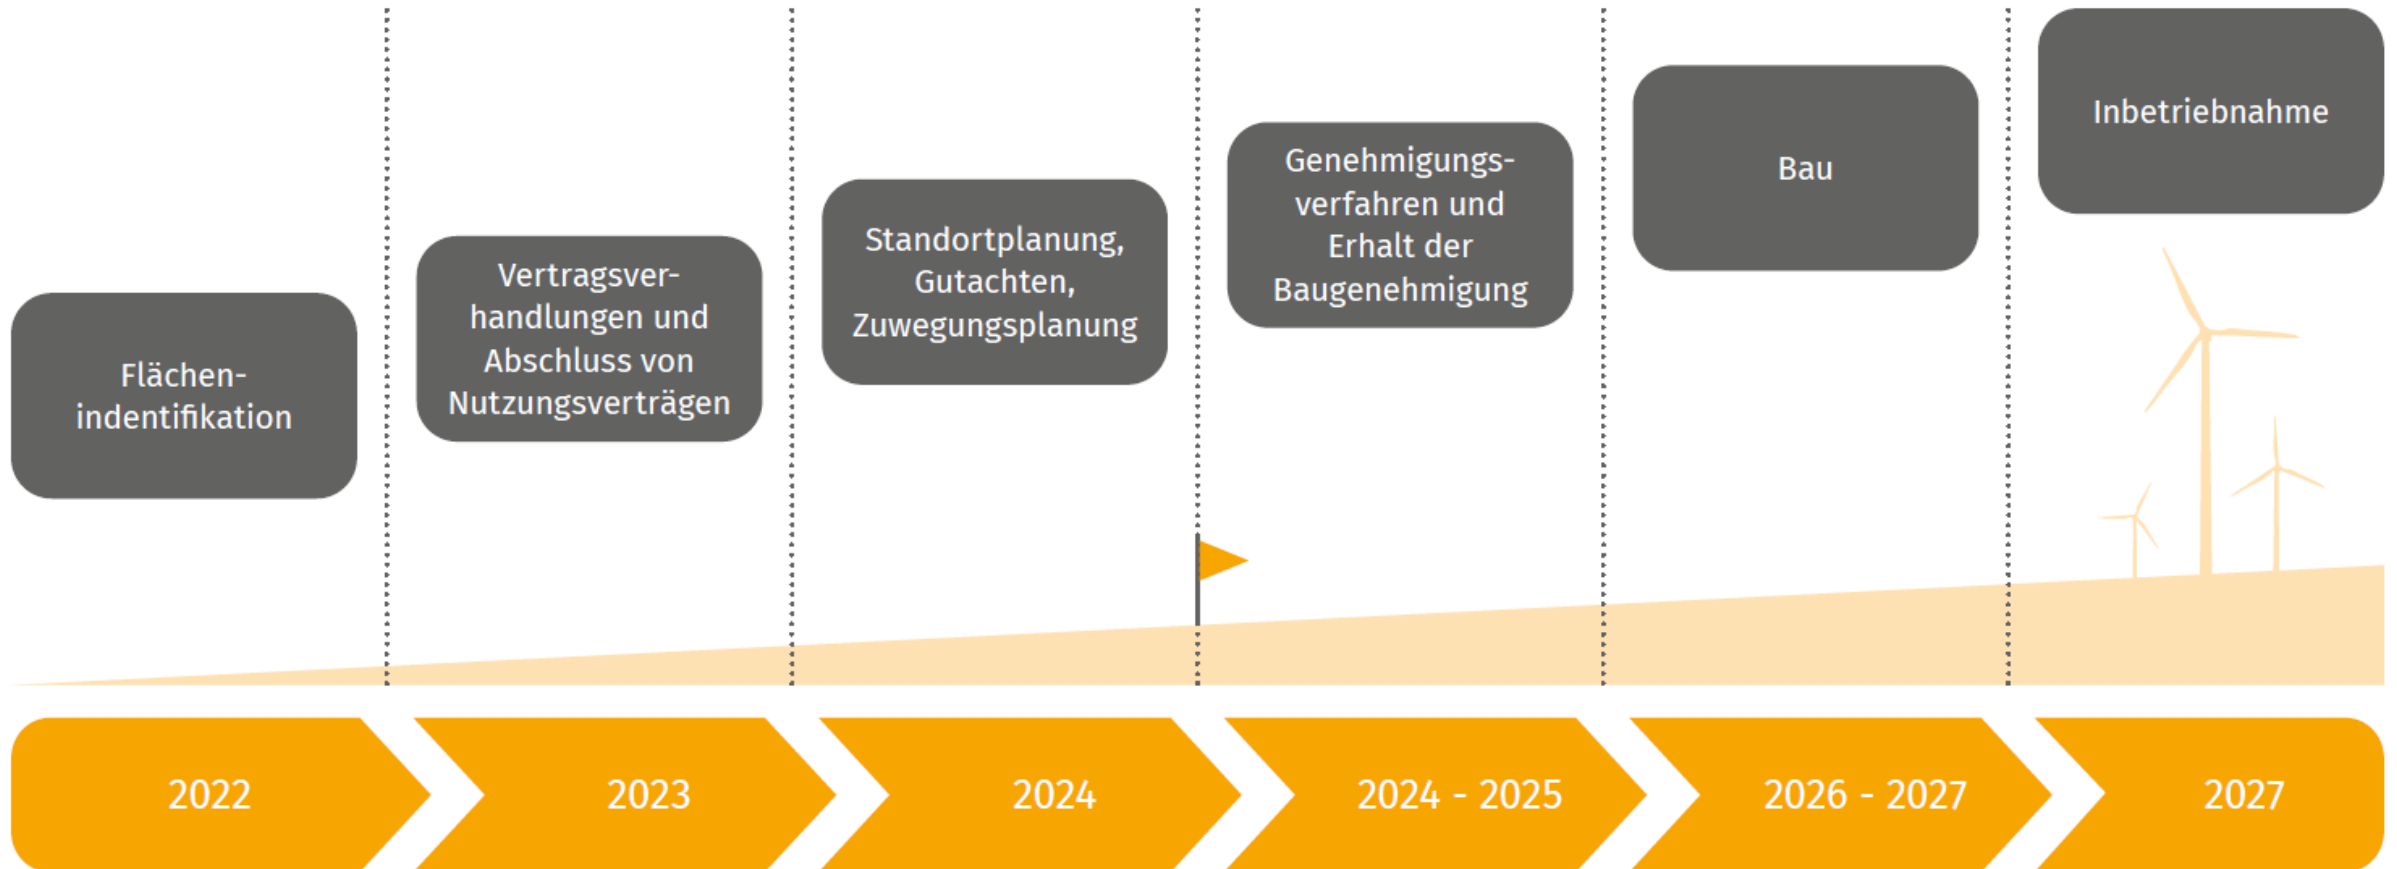 Flächen-
indentifikation
Vertragsver-
handlungen und
Abschluss von
Nutzungsverträgen
Standortplanung,
Gutachten,
Zuwegungsplanung
Genehmigungs-
verfahren und
Erhalt der
Baugenehmigung
Bau
Inbetriebnahme
2022
2023
2024
2024 - 2025
2026 - 2027
2027